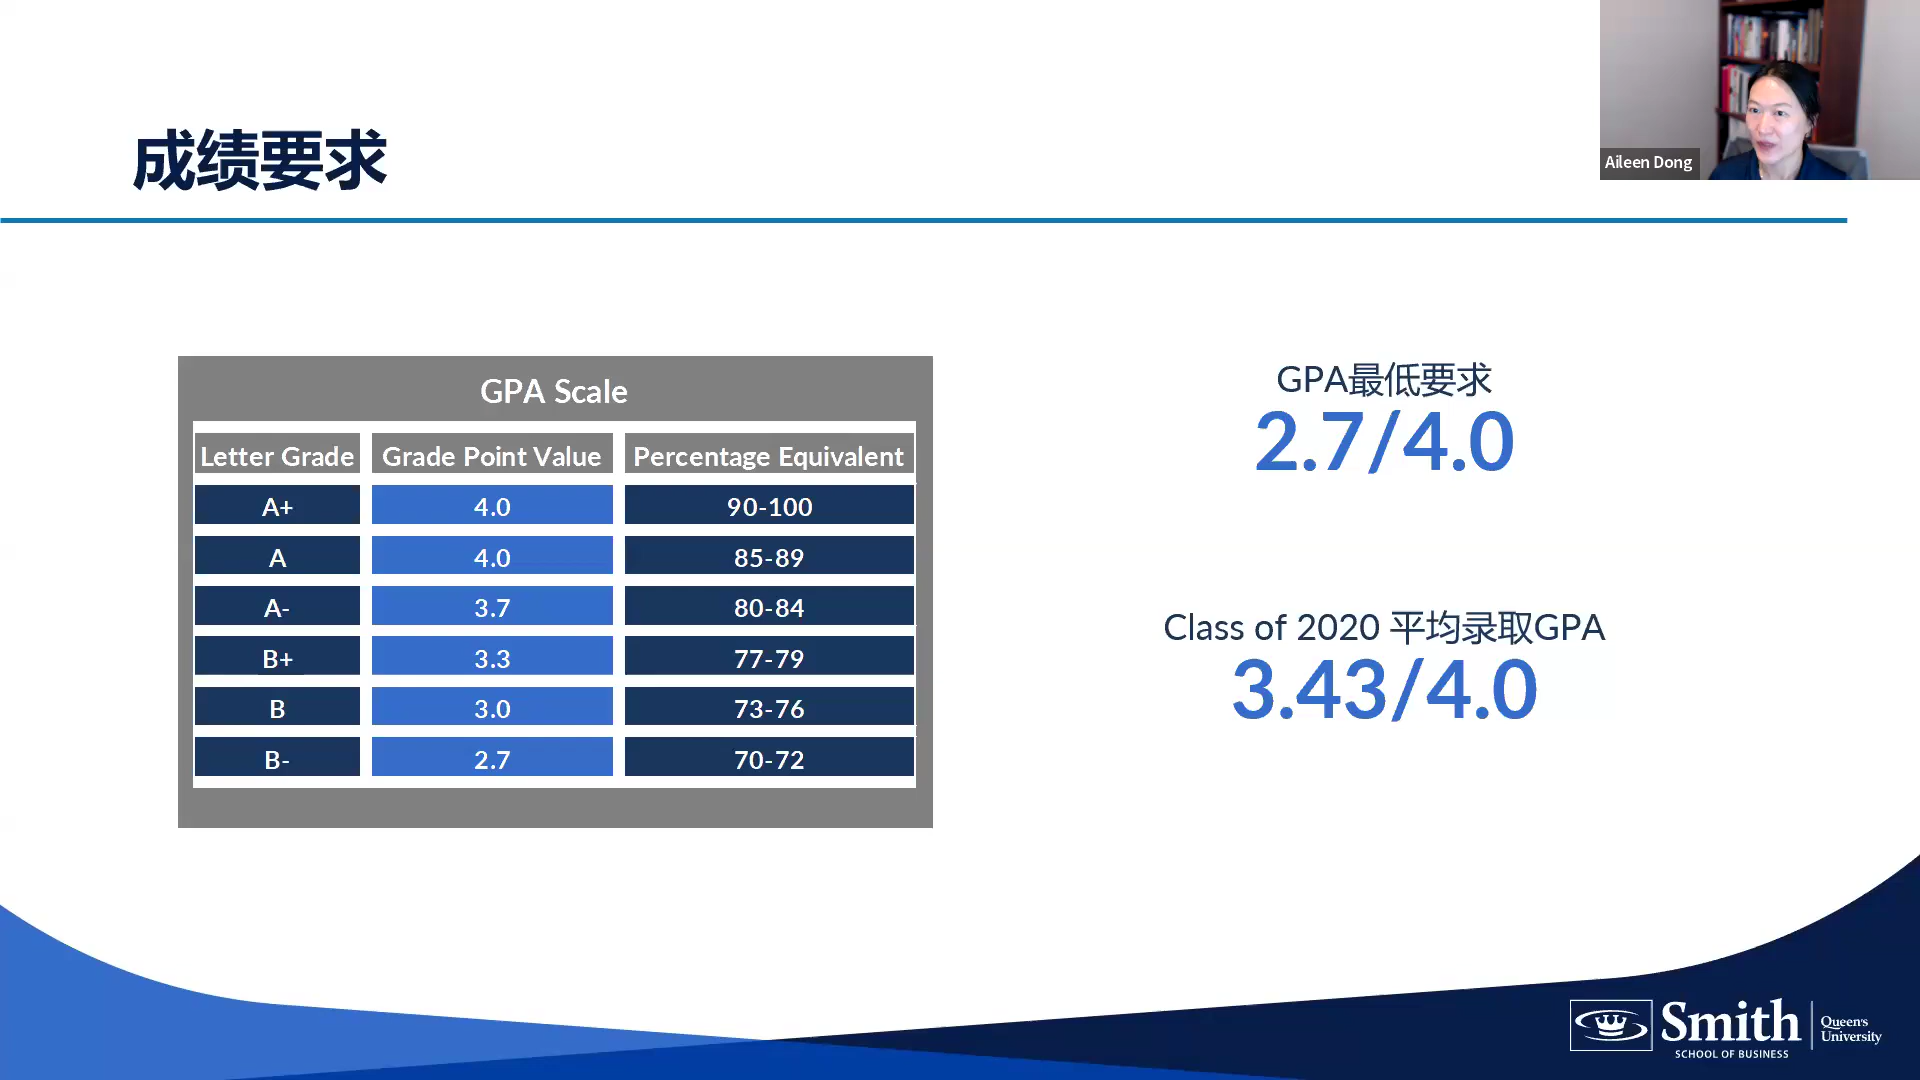 成绩要求
Aileen Dong
GPA Scale
Letter Grade Grade Point Value Percentage Equivalent
A+ 4.0 90-100
A 4.0 85-89
A- 3.7 80-84
B+ 3.3 77-79
B 3.0 73-76
B- 2.7 70-72
GPA最低要求
2.7/4.0
Class of 2020 平均录取GPA
3.43/4.0
Smith
SCHOOL OF BUSINESS
Queen's
University